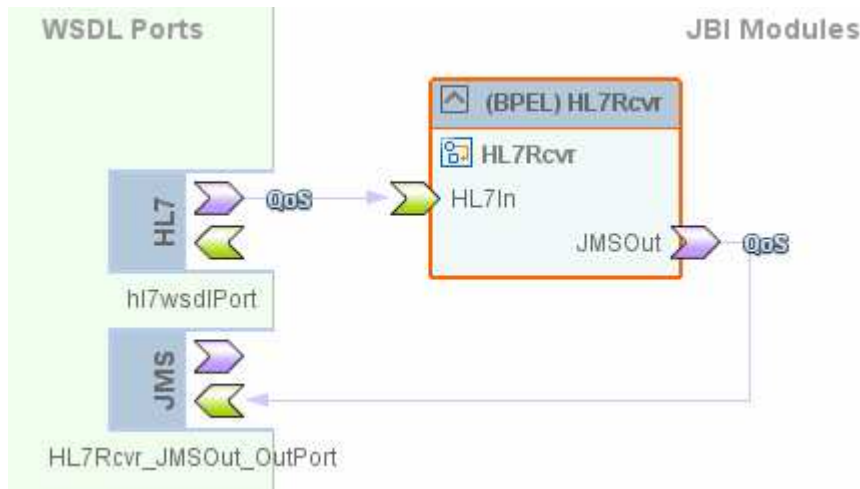 WSDL Ports
JBI Modules
(BPEL) HL7Rcvr
HL7Rcvr
HL7
QoS
HL7In
JMSOut
QoS
hl7wsdlPort
JMS
HL7Rcvr_JMSOut_OutPort